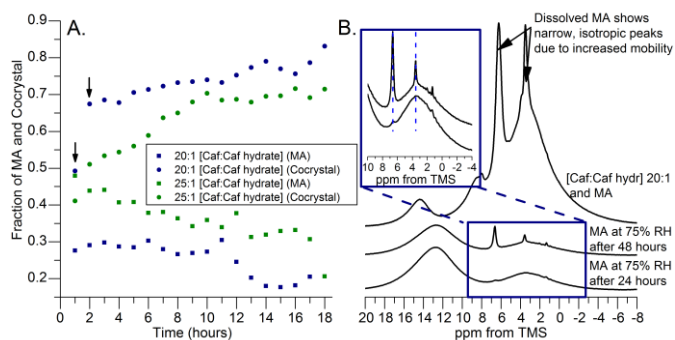 A.
Fraction of MA and Cocrystal
0.9
0.8
0.7
0.6
0.5
0.4
0.3
0.2
20:1 [Caf:Caf hydrate] (MA)
20:1 [Caf:Caf hydrate] (Cocrystal)
25:1 [Caf:Caf hydrate] (MA)
25:1 [Caf:Caf hydrate] (Cocrystal)
0 2 4 6 8 10 12 14 16 18
Time (hours)
B.
Dissolved MA shows
narrow, isotropic peaks
due to increased mobility
10 8 6 4 2 0 -2 -4
ppm from TMS
[Caf:Caf hydr] 20:1
and MA
MA at 75% RH
after 48 hours
MA at 75% RH
after 24 hours
20 18 16 14 12 10 8 6 4 2 0 -2 -4 -6 -8
ppm from TMS